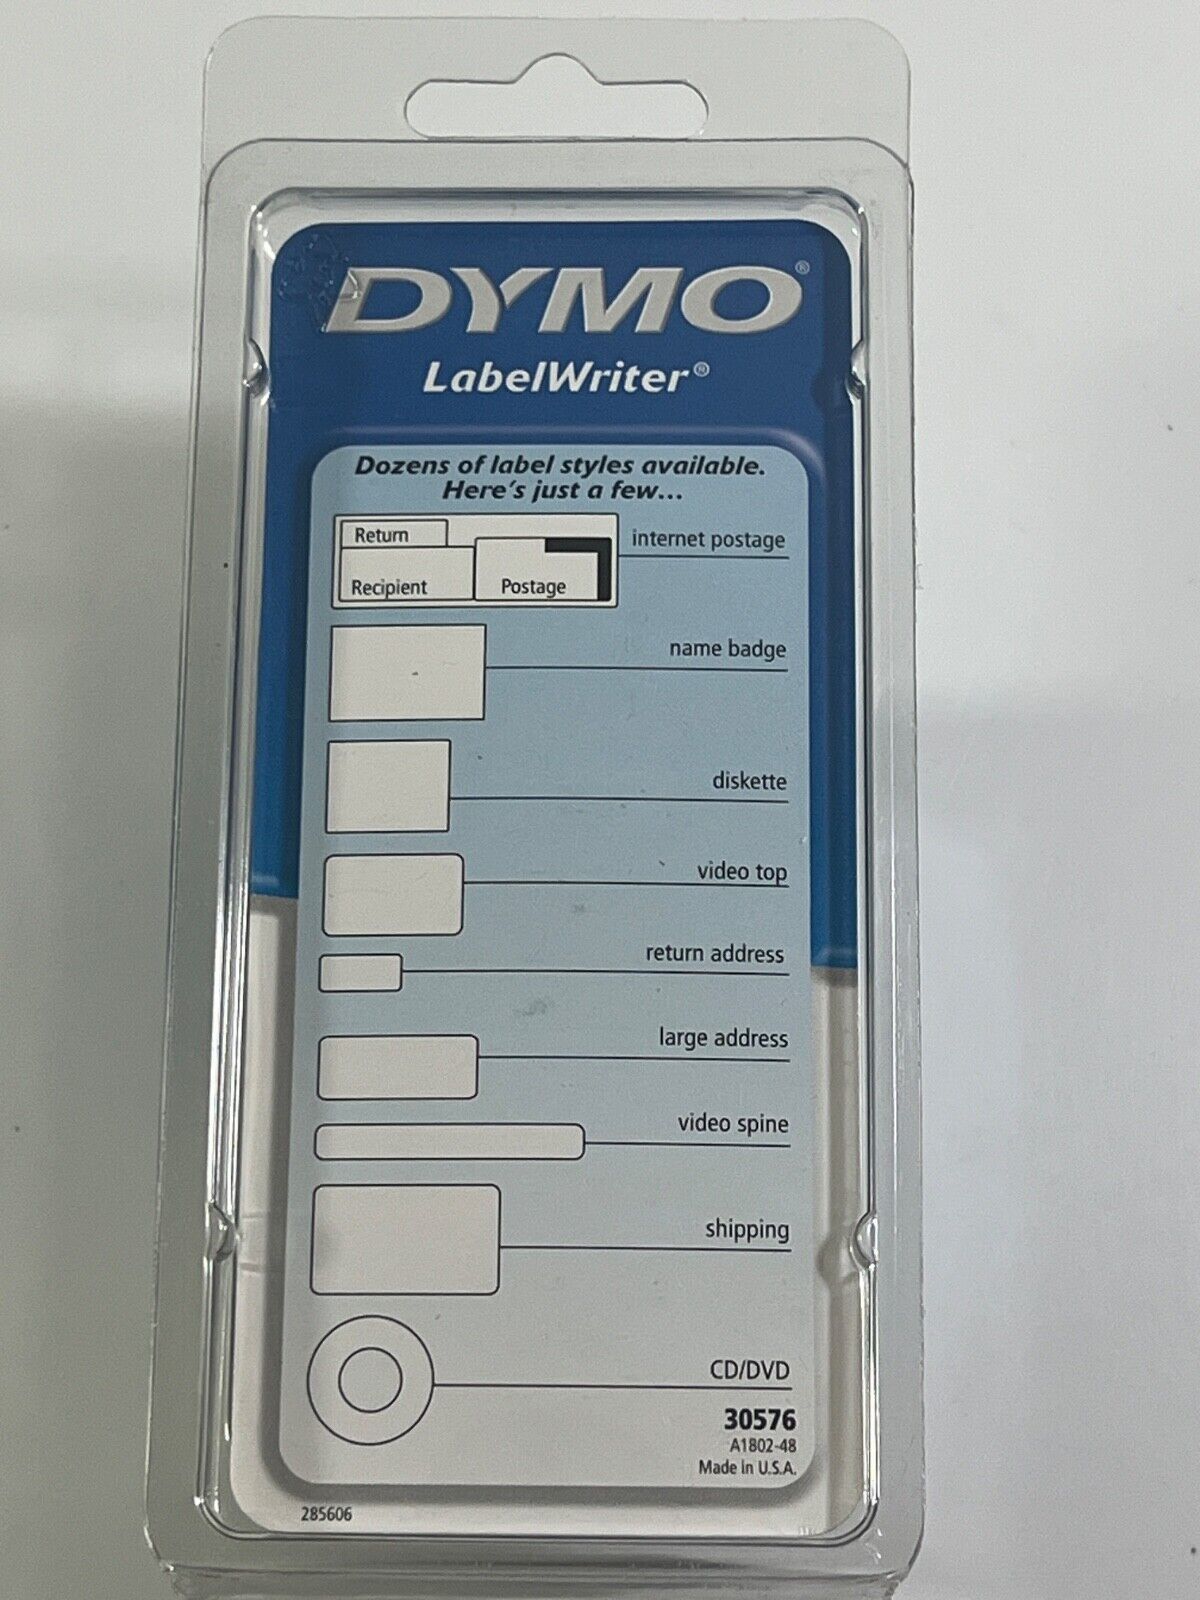 DYMO®
LabelWriter®
Dozens of label styles available.
Here's just a few...
Return
Recipient
Postage
internet postage
name badge
diskette
video top
return address
large address
video spine
shipping
CD/DVD
30576
A1802-48
Made in U.S.A.
285606